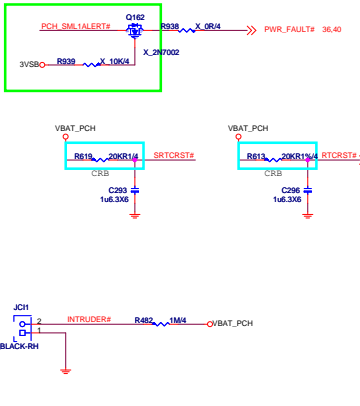 Q162
PCH_SML1ALERT# R938 X_0R/4 PWR_FAULT# 36,40
X_2N7002
3VSB R939 X_10K/4
VBAT_PCH VBAT_PCH
R619 20KR1/4 SRTCRST# R613 20KR1%/4 RTCRST#
CRB CRB
C293 C296
1u6.3X6 1u6.3X6
JCI1
2 INTRUDER# R482 1M/4 VBAT_PCH
1
BLACK-RH